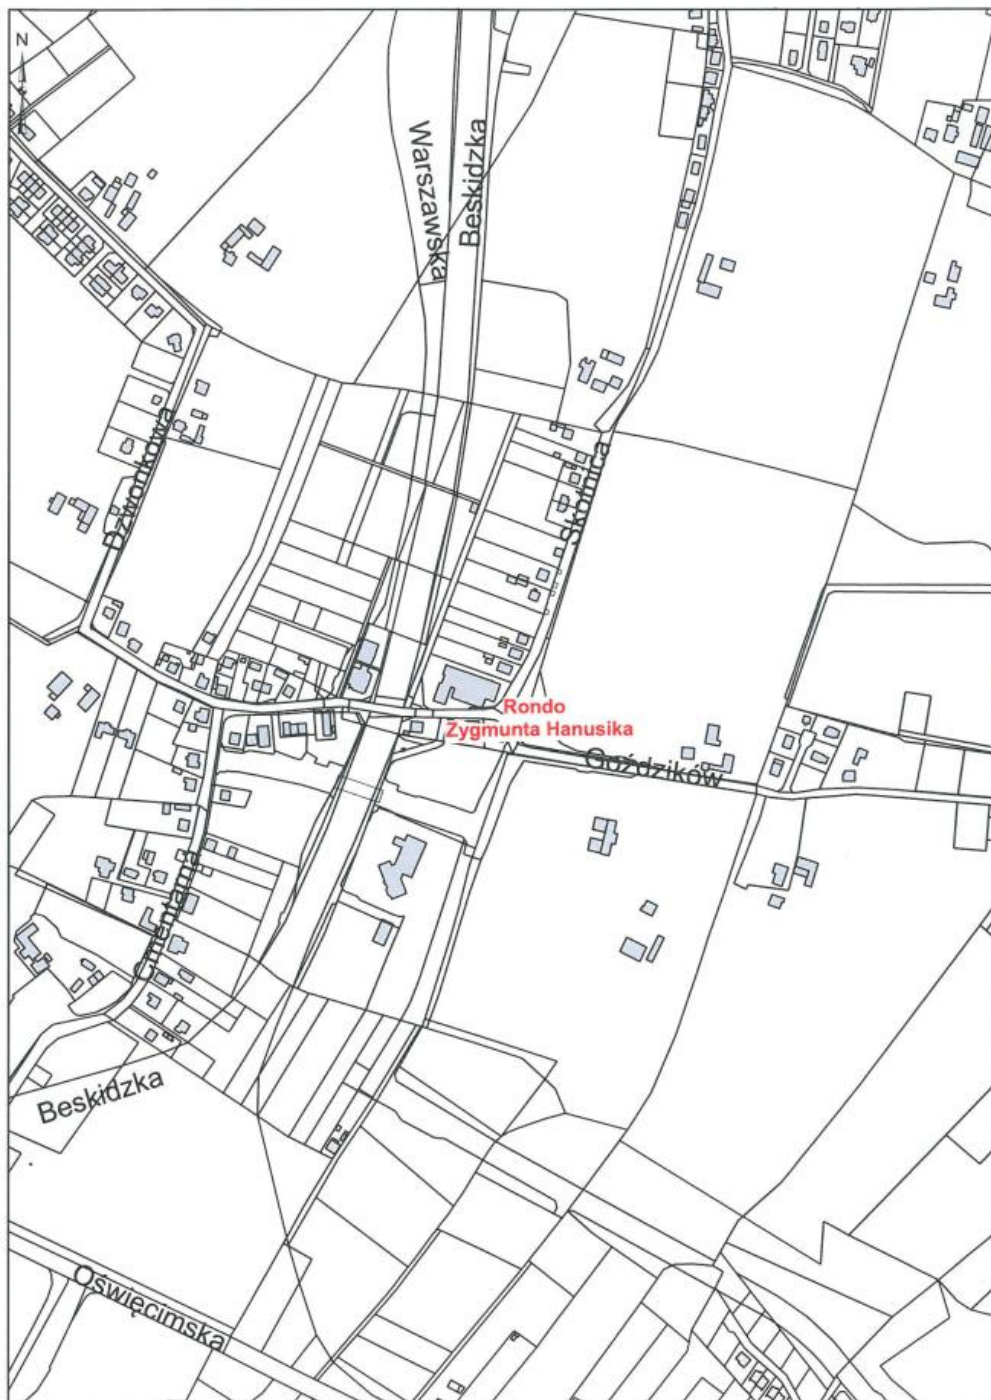 N
Warszawska
Beskidzka
Dzwonkowa
Skotnica
Rondo
Zygmunta Hanusika
Goździków
Cmentarna
Beskidzka
Oświęcimska